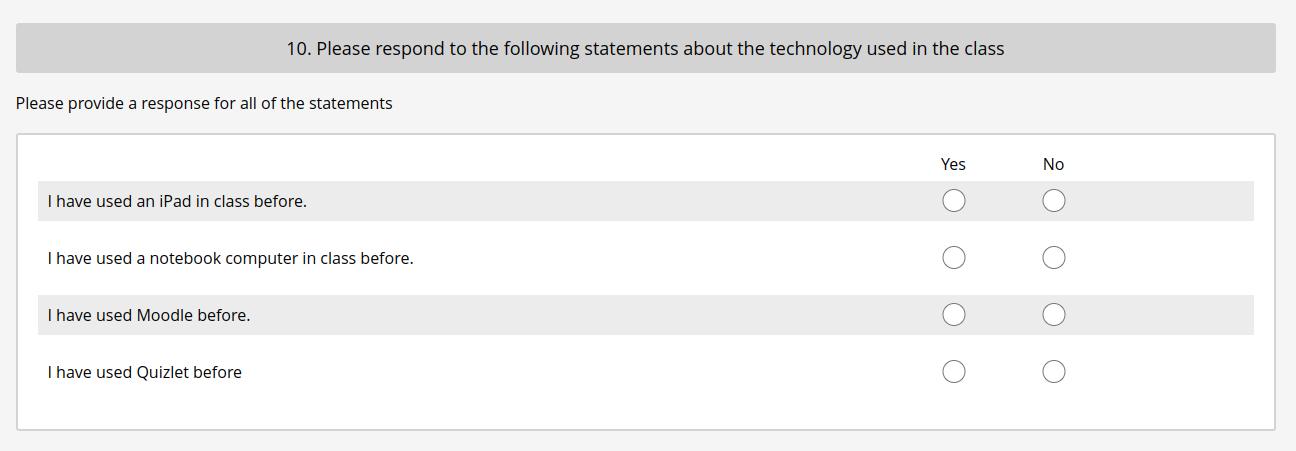 10. Please respond to the following statements about the technology used in the class
Please provide a response for all of the statements
Yes No
I have used an iPad in class before.
I have used a notebook computer in class before.
I have used Moodle before.
I have used Quizlet before